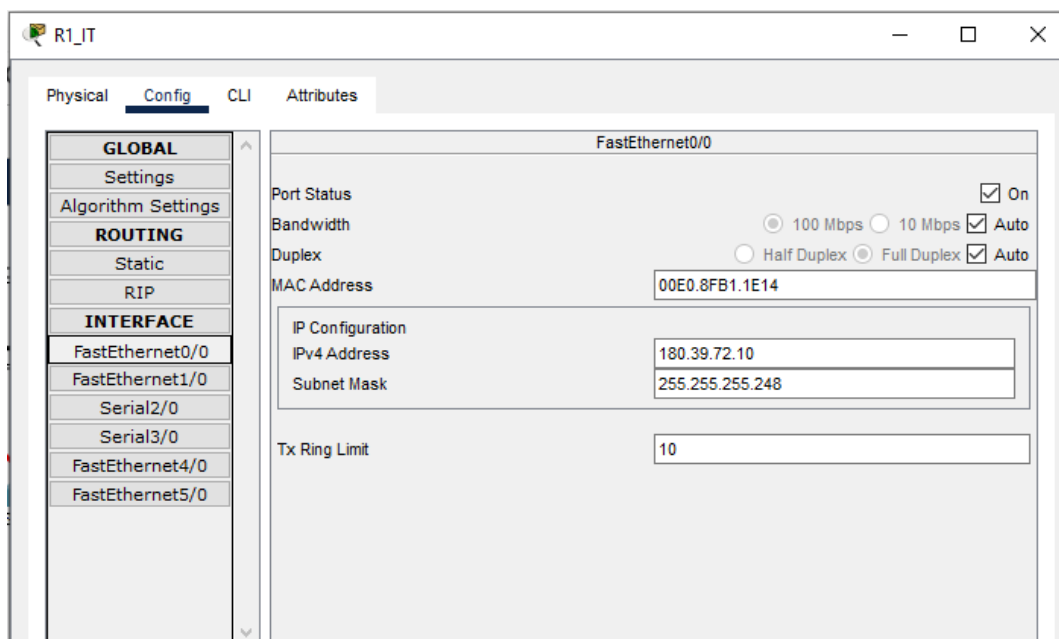 R1_IT
Physical Config CLI Attributes
GLOBAL
Settings
Algorithm Settings
ROUTING
Static
RIP
INTERFACE
FastEthernet0/0
FastEthernet1/0
Serial2/0
Serial3/0
FastEthernet4/0
FastEthernet5/0
FastEthernet0/0
Port Status On
Bandwidth 100 Mbps 10 Mbps Auto
Duplex Half Duplex Full Duplex Auto
MAC Address 00E0.8FB1.1E14
IP Configuration
IPv4 Address 180.39.72.10
Subnet Mask 255.255.255.248
Tx Ring Limit 10